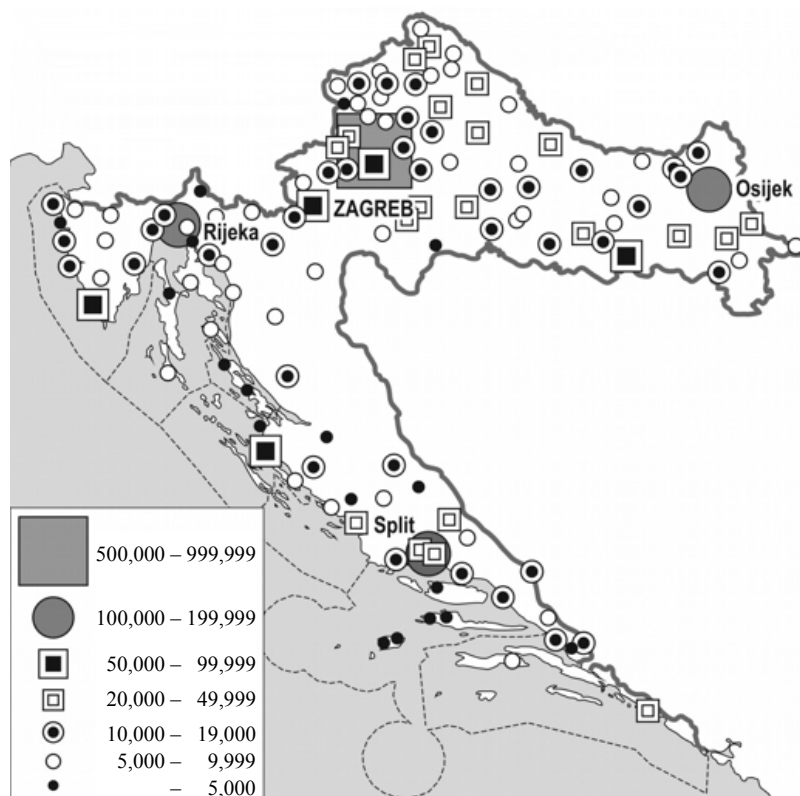 ZAGREB
Osijek
Rijeka
Split
500,000 – 999,999
100,000 – 199,999
50,000 – 99,999
20,000 – 49,999
10,000 – 19,000
5,000 – 9,999
– 5,000